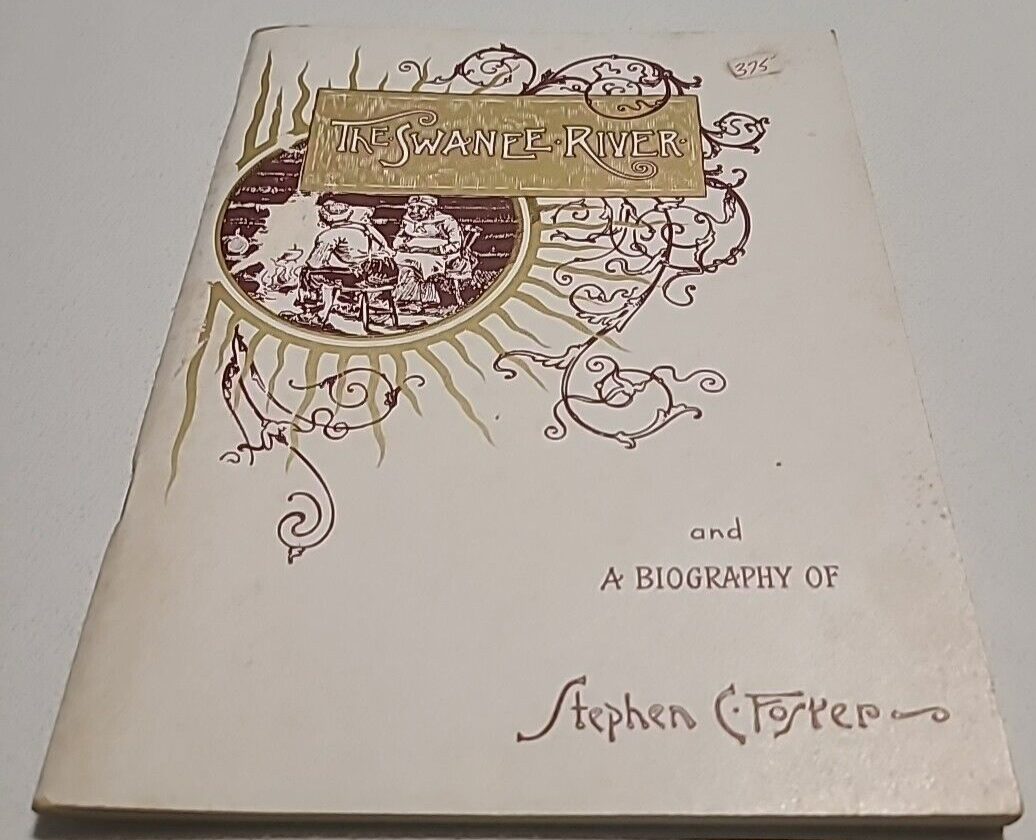 375
THE SWANEE · RIVER ·
and
A BIOGRAPHY OF
Stephen C. Foster